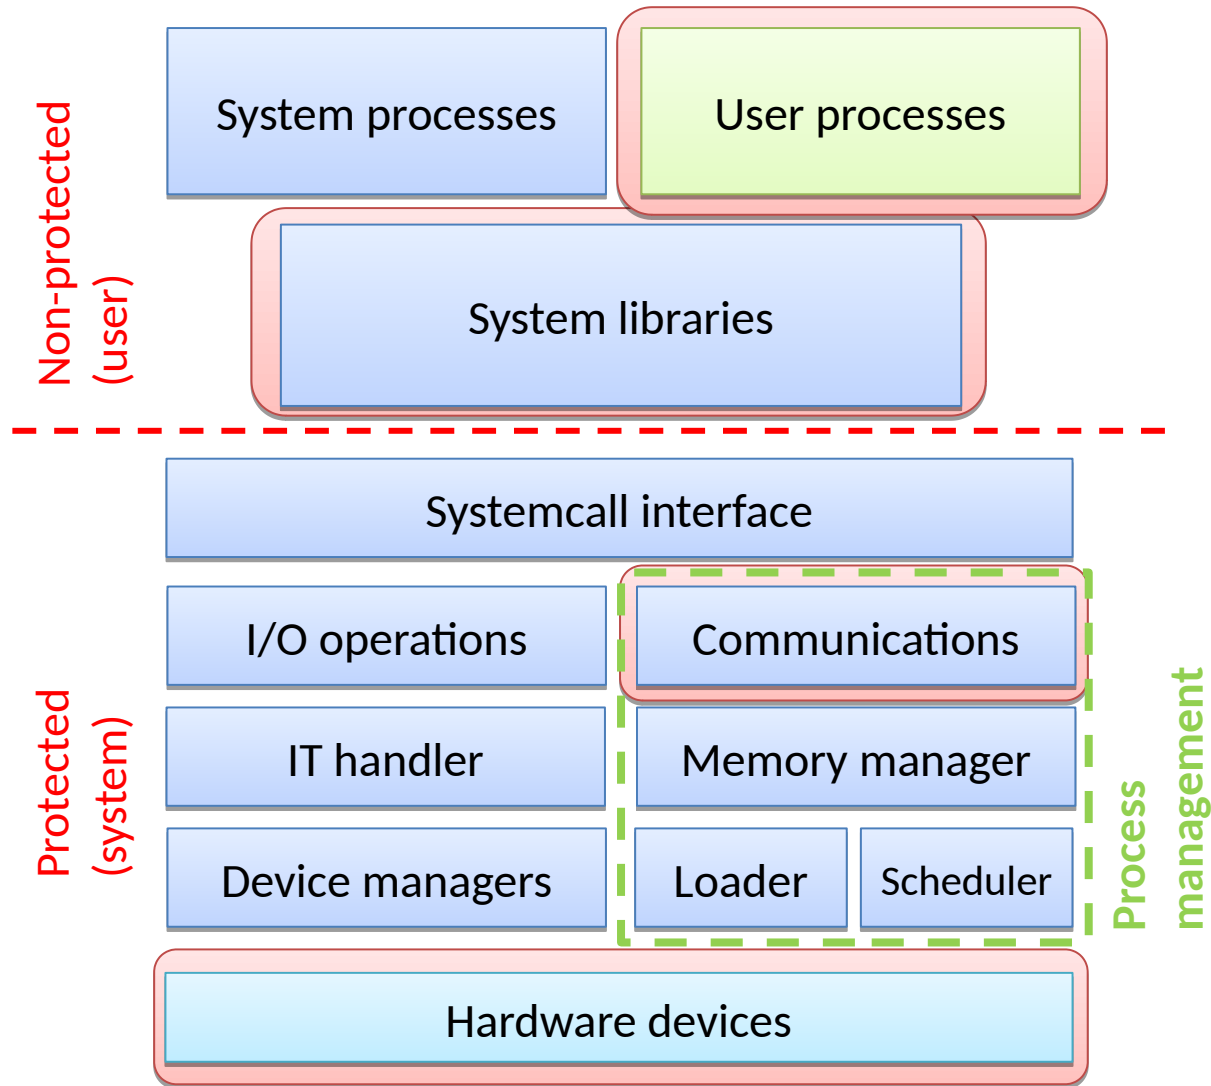 System processes
User processes
Non-protected
(user)
System libraries
Systemcall interface
I/O operations
Communications
Protected
(system)
IT handler
Memory manager
Process
management
Device managers
Loader
Scheduler
Hardware devices